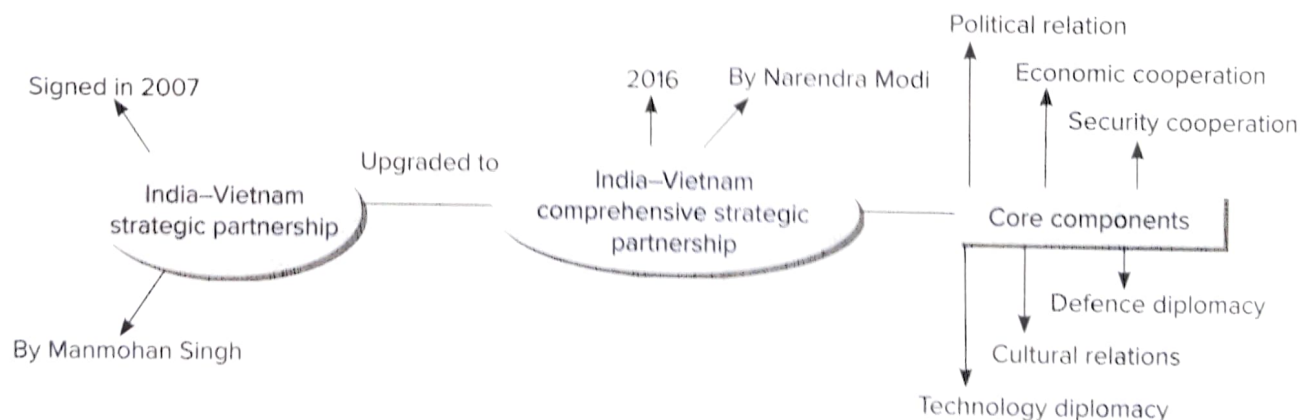 Signed in 2007
India–Vietnam
strategic partnership
By Manmohan Singh
Upgraded to
2016
By Narendra Modi
India–Vietnam
comprehensive strategic
partnership
Political relation
Economic cooperation
Security cooperation
Core components
Defence diplomacy
Cultural relations
Technology diplomacy